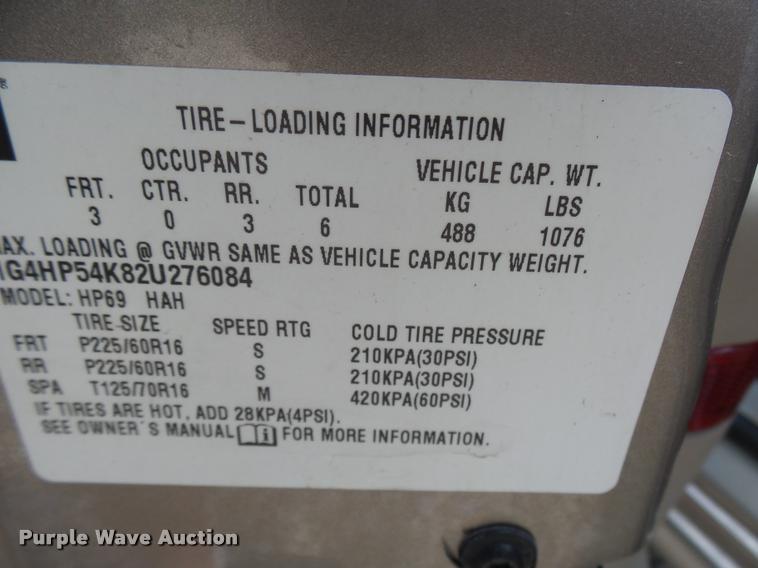 TIRE-LOADING INFORMATION
OCCUPANTS VEHICLE CAP. WT.
FRT. CTR. RR. TOTAL KG LBS
3 0 3 6 488 1076
MAX. LOADING @ GVWR SAME AS VEHICLE CAPACITY WEIGHT.
1G4HP54K82U276084
MODEL: HP69 HAH
TIRE-SIZE SPEED RTG COLD TIRE PRESSURE
FRT P225/60R16 S 210KPA(30PSI)
RR P225/60R16 S 210KPA(30PSI)
SPA T125/70R16 M 420KPA(60PSI)
IF TIRES ARE HOT, ADD 28KPA(4PSI).
SEE OWNER'S MANUAL i FOR MORE INFORMATION.
Purple Wave Auction